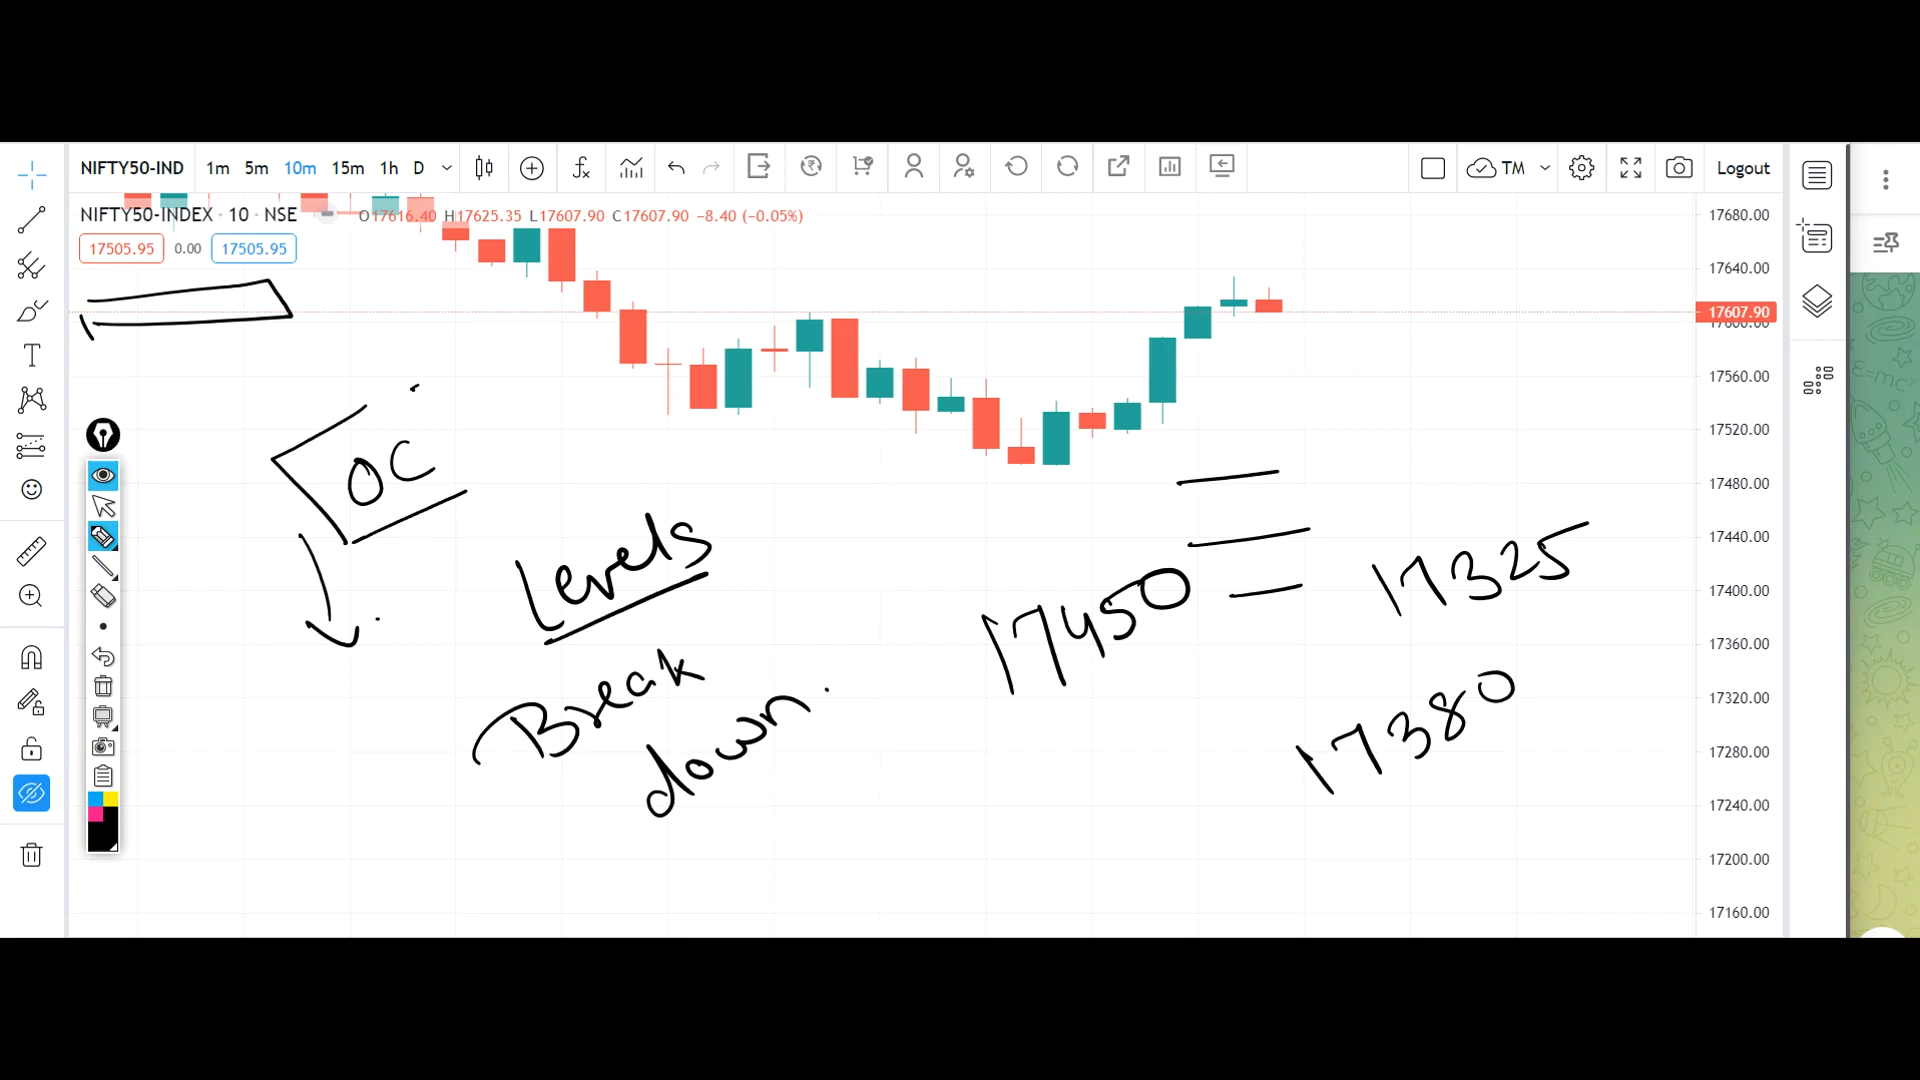 NIFTY50-IND 1m 5m 10m 15m 1h D TM Logout
NIFTY50-INDEX · 10 · NSE O17616.40 H17625.35 L17607.90 C17607.90 −8.40 (−0.05%)
17505.95 0.00 17505.95
17680.00
17640.00
17607.90
17600.00
17560.00
17520.00
17480.00
17440.00
17400.00
17360.00
17320.00
17280.00
17240.00
17200.00
17160.00
OC
Levels
Break
down.
17450
17325
17380